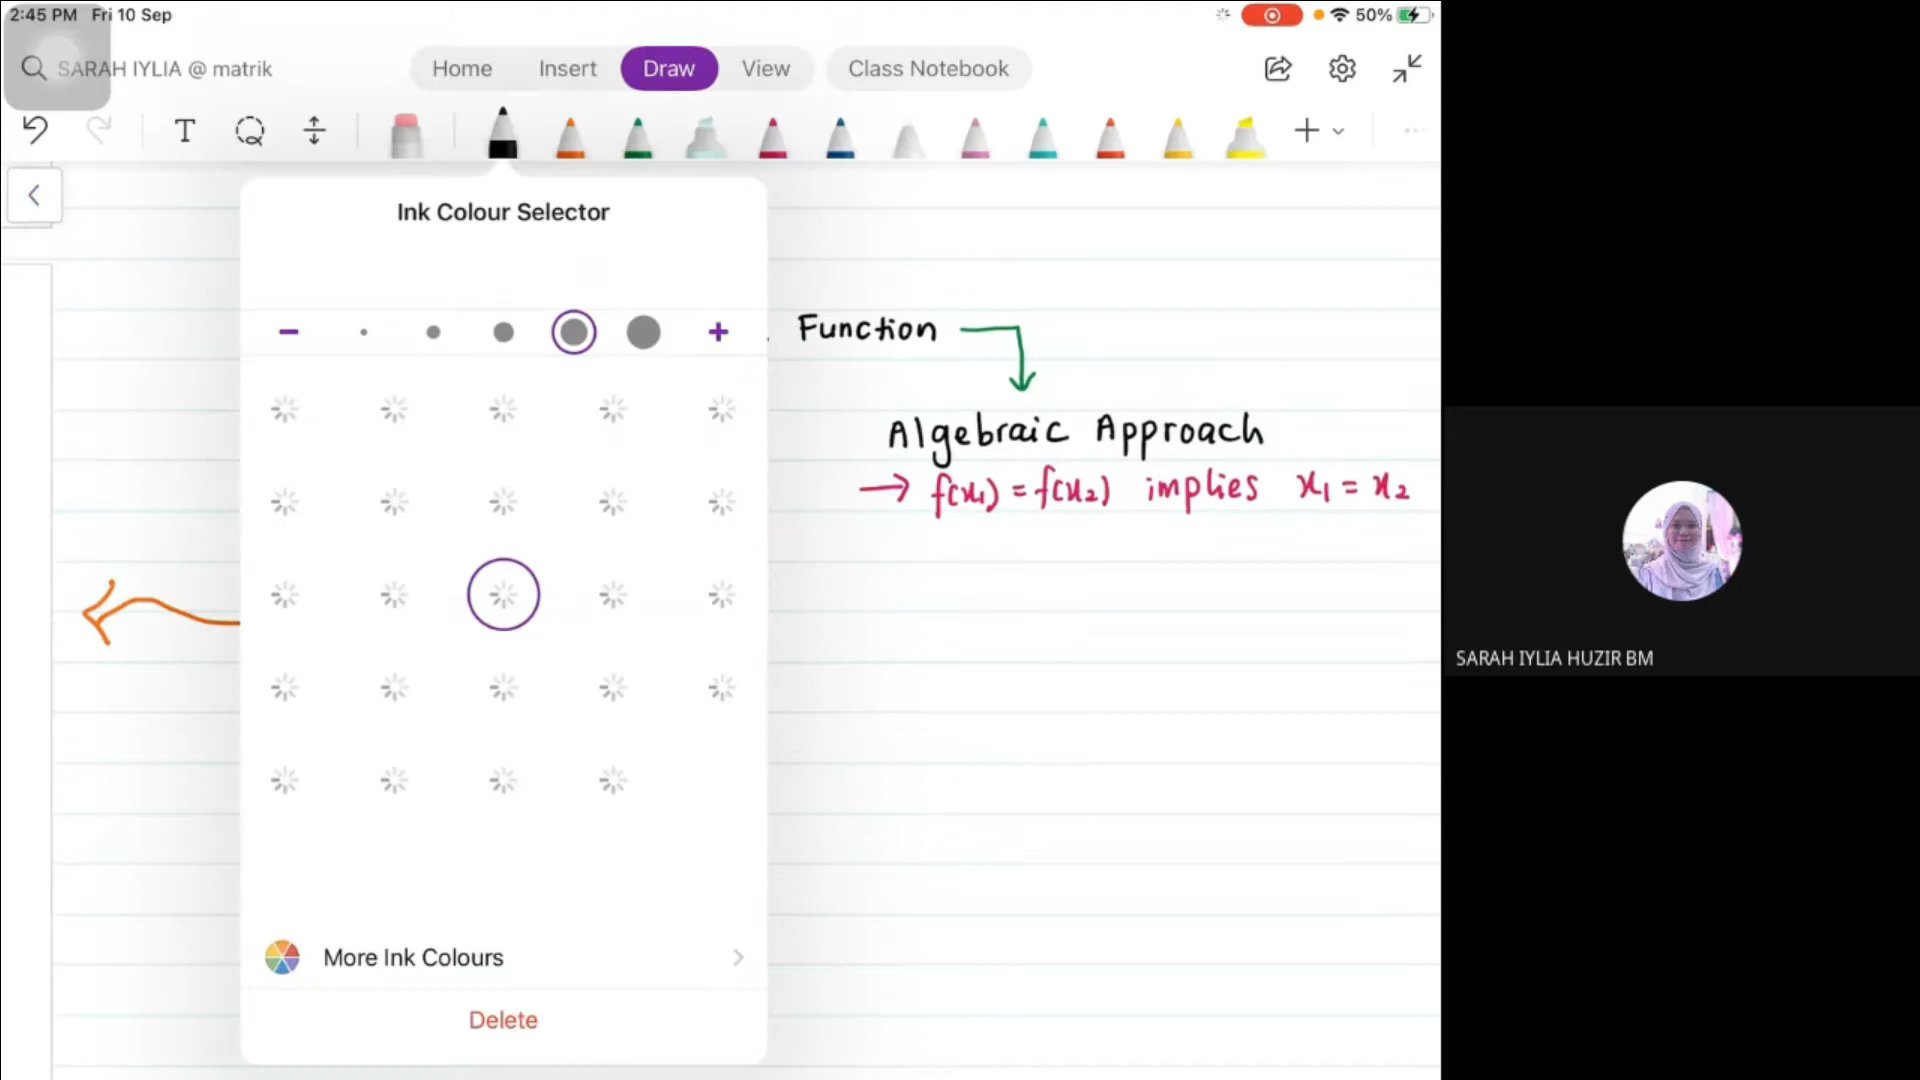 2:45 PM Fri 10 Sep
50%
SARAH IYLIA @ matrik
Home Insert Draw View Class Notebook
T
Ink Colour Selector
Function
Algebraic Approach
→ f(x₁) = f(x₂) implies x₁ = x₂
SARAH IYLIA HUZIR BM
More Ink Colours
Delete